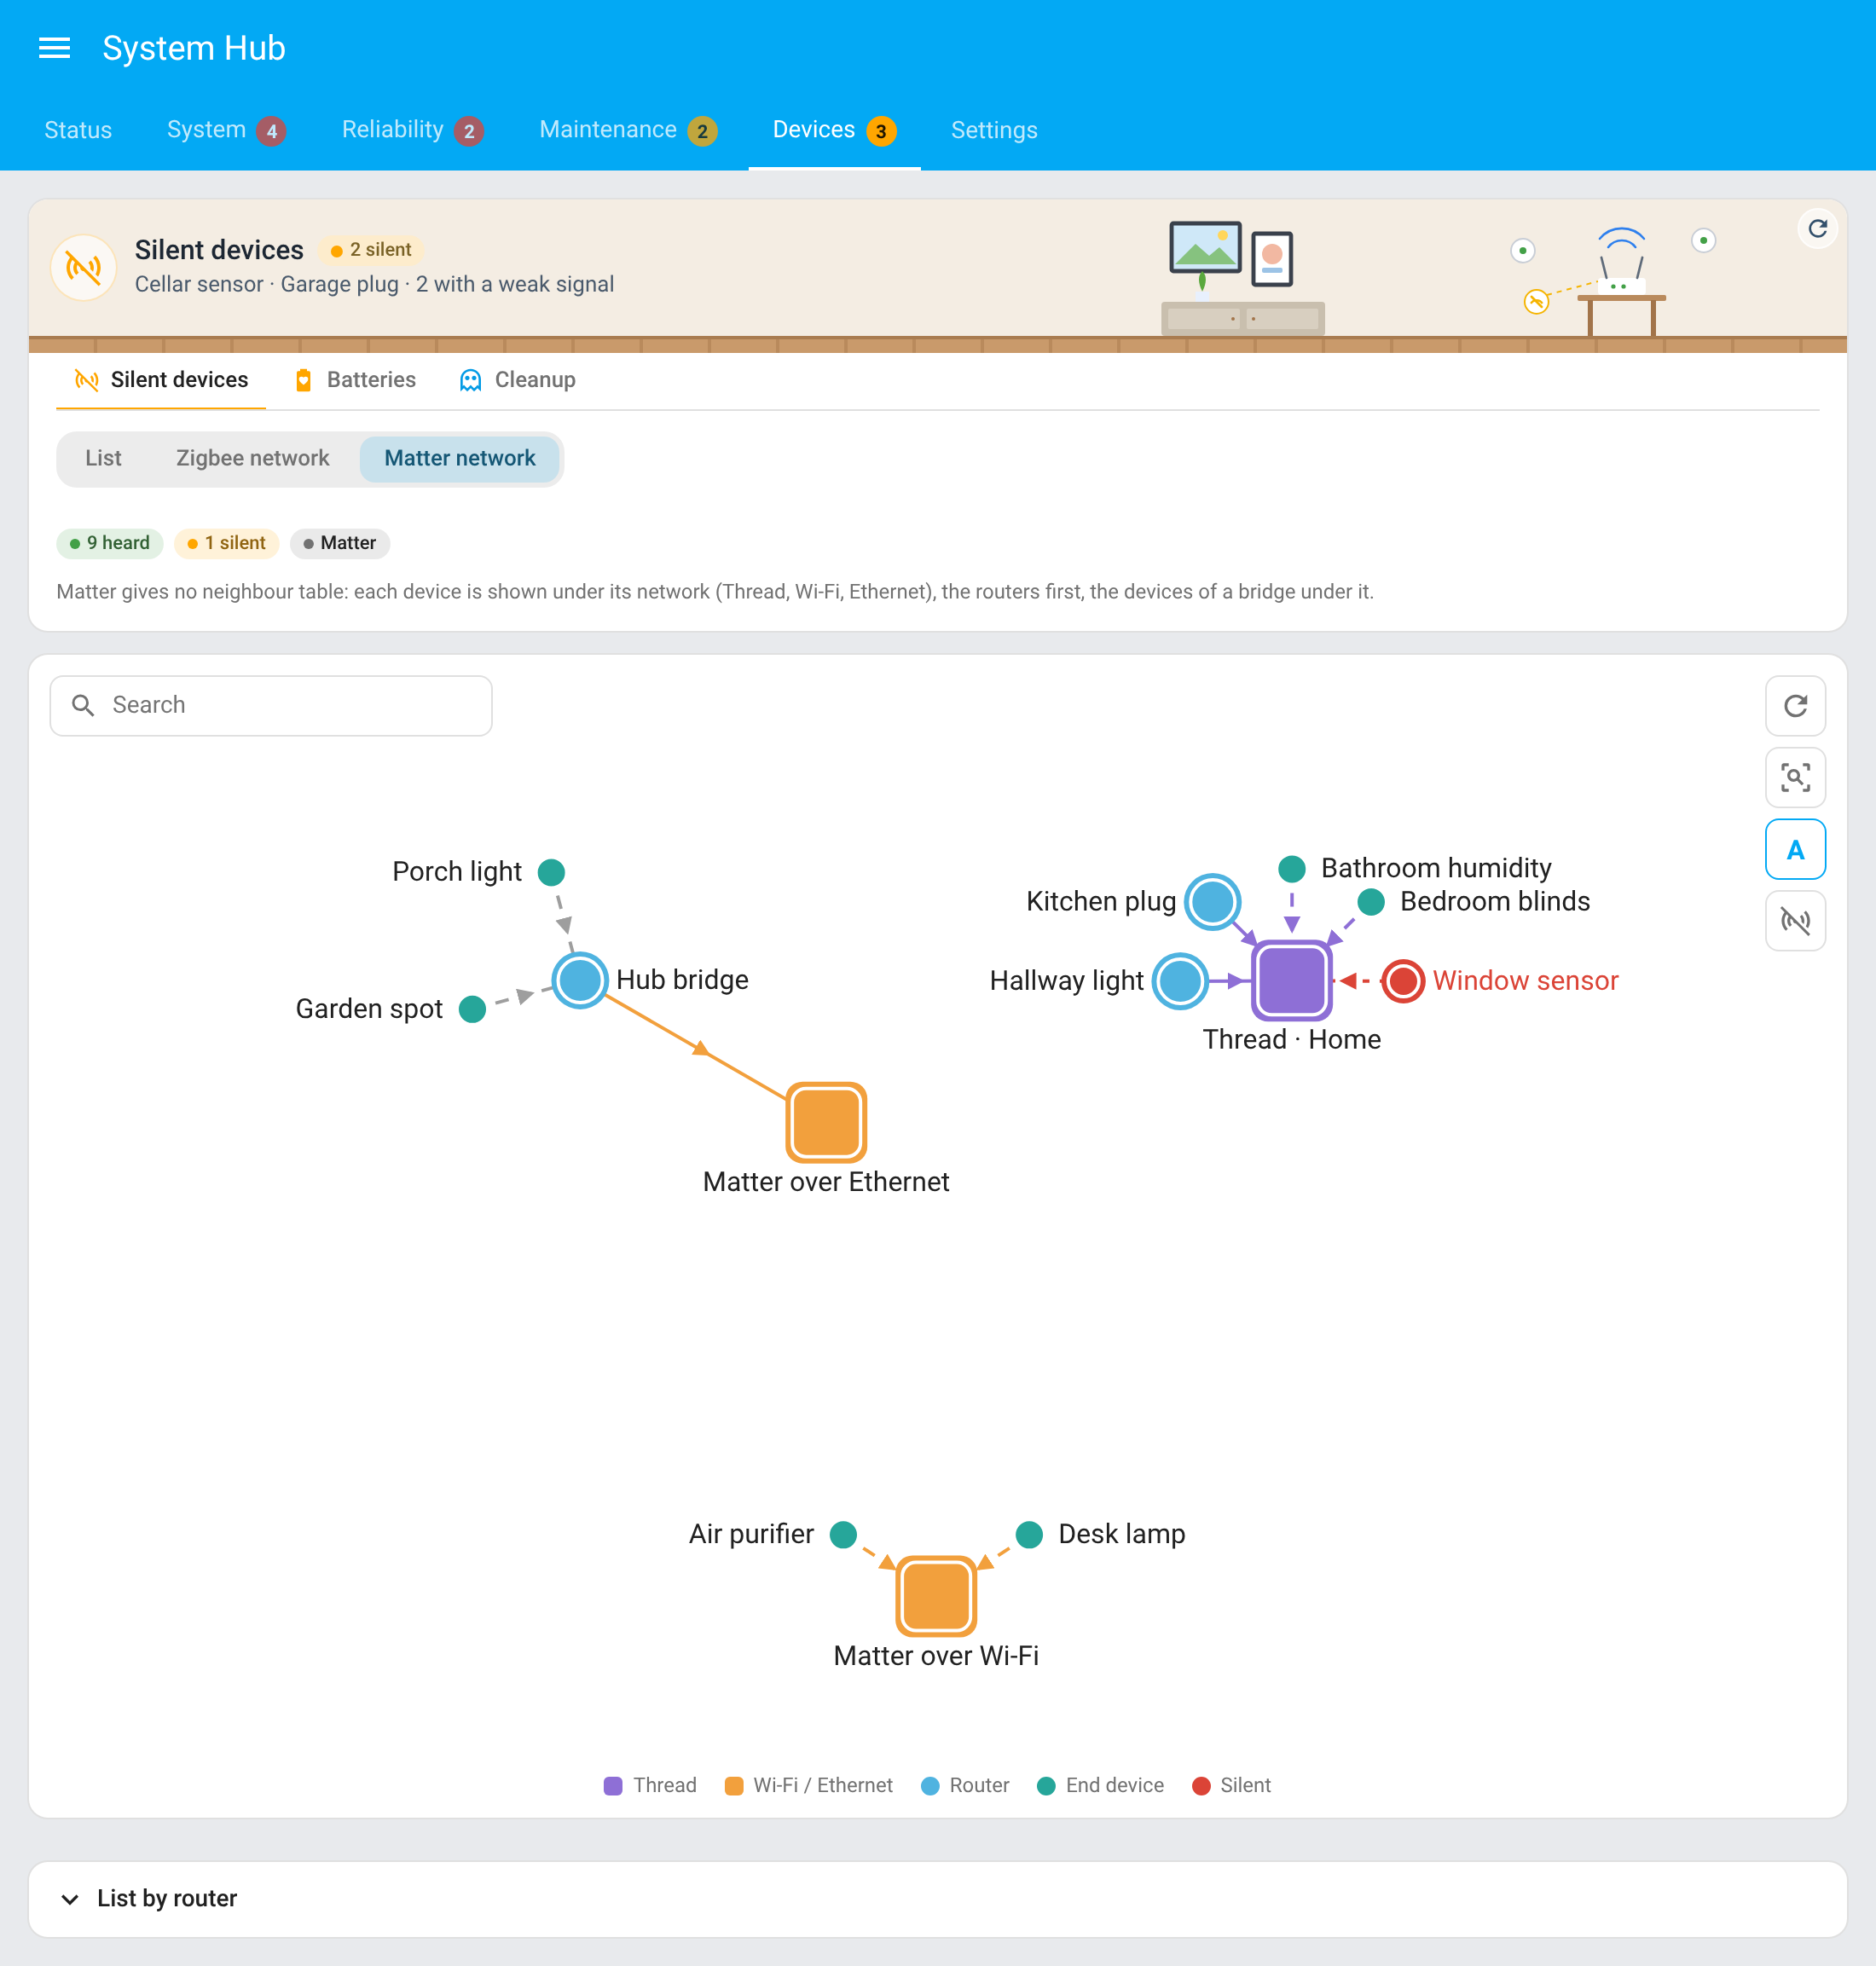 System Hub
Status System 4 Reliability 2 Maintenance 2 Devices 3 Settings
Silent devices 2 silent
Cellar sensor · Garage plug · 2 with a weak signal
Silent devices Batteries Cleanup
List Zigbee network Matter network
9 heard 1 silent Matter
Matter gives no neighbour table: each device is shown under its network (Thread, Wi-Fi, Ethernet), the routers first, the devices of a bridge under it.
Search
A
Porch light
Bathroom humidity
Kitchen plug
Bedroom blinds
Hub bridge
Hallway light
Window sensor
Garden spot
Thread · Home
Matter over Ethernet
Air purifier
Desk lamp
Matter over Wi-Fi
Thread Wi-Fi / Ethernet Router End device Silent
List by router